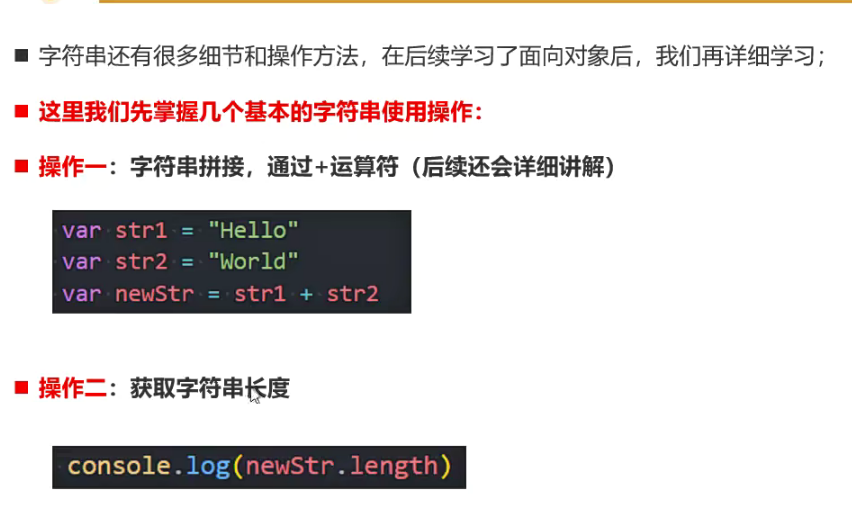 字符串还有很多细节和操作方法，在后续学习了面向对象后，我们再详细学习；
这里我们先掌握几个基本的字符串使用操作：
操作一：字符串拼接，通过+运算符（后续还会详细讲解）
var str1 = "Hello"
var str2 = "World"
var newStr = str1 + str2
操作二：获取字符串长度
console.log(newStr.length)